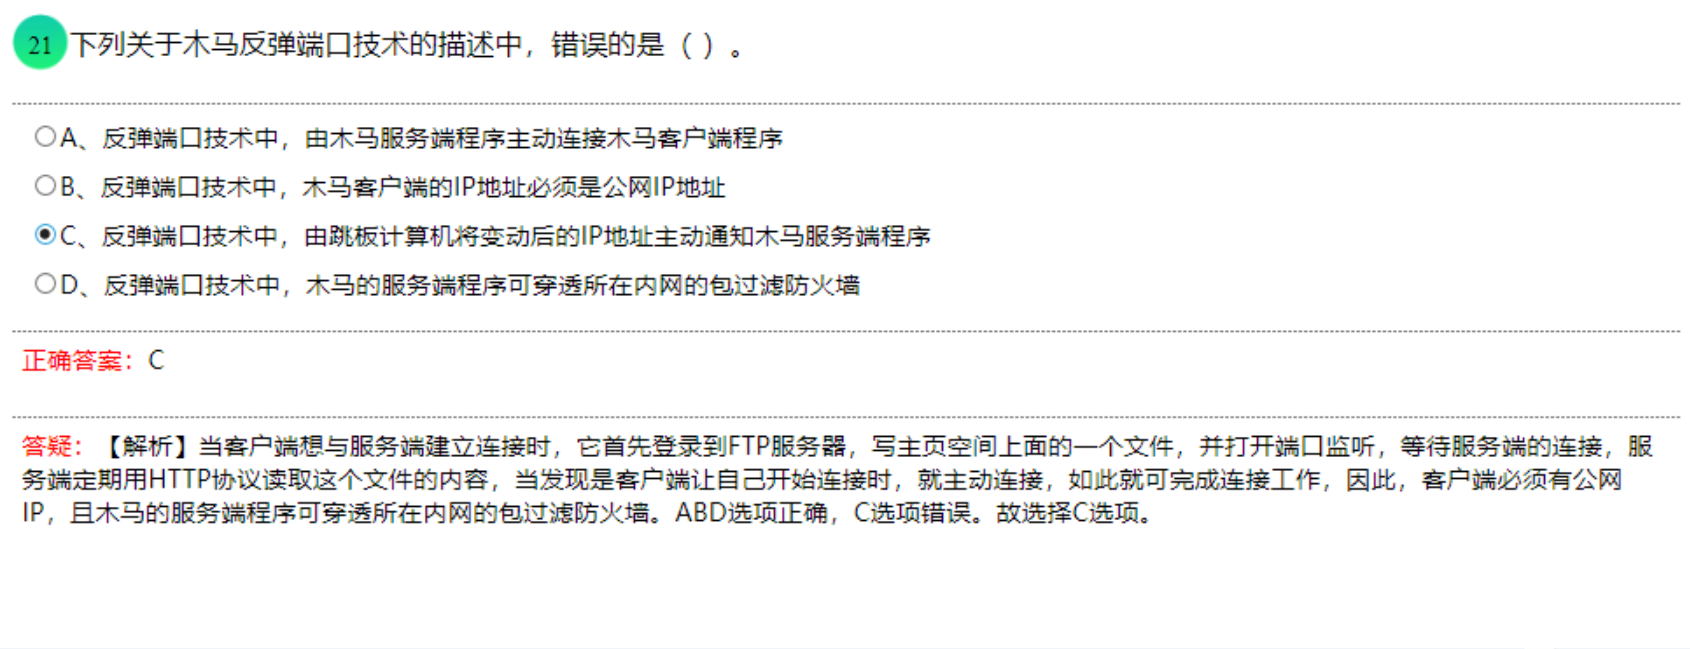 21 下列关于木马反弹端口技术的描述中，错误的是（ ）。
A、反弹端口技术中，由木马服务端程序主动连接木马客户端程序
B、反弹端口技术中，木马客户端的IP地址必须是公网IP地址
C、反弹端口技术中，由跳板计算机将变动后的IP地址主动通知木马服务端程序
D、反弹端口技术中，木马的服务端程序可穿透所在内网的包过滤防火墙
正确答案：C
答疑：【解析】当客户端想与服务端建立连接时，它首先登录到FTP服务器，写主页空间上面的一个文件，并打开端口监听，等待服务端的连接，服
务端定期用HTTP协议读取这个文件的内容，当发现是客户端让自己开始连接时，就主动连接，如此就可完成连接工作，因此，客户端必须有公网
IP，且木马的服务端程序可穿透所在内网的包过滤防火墙。ABD选项正确，C选项错误。故选择C选项。